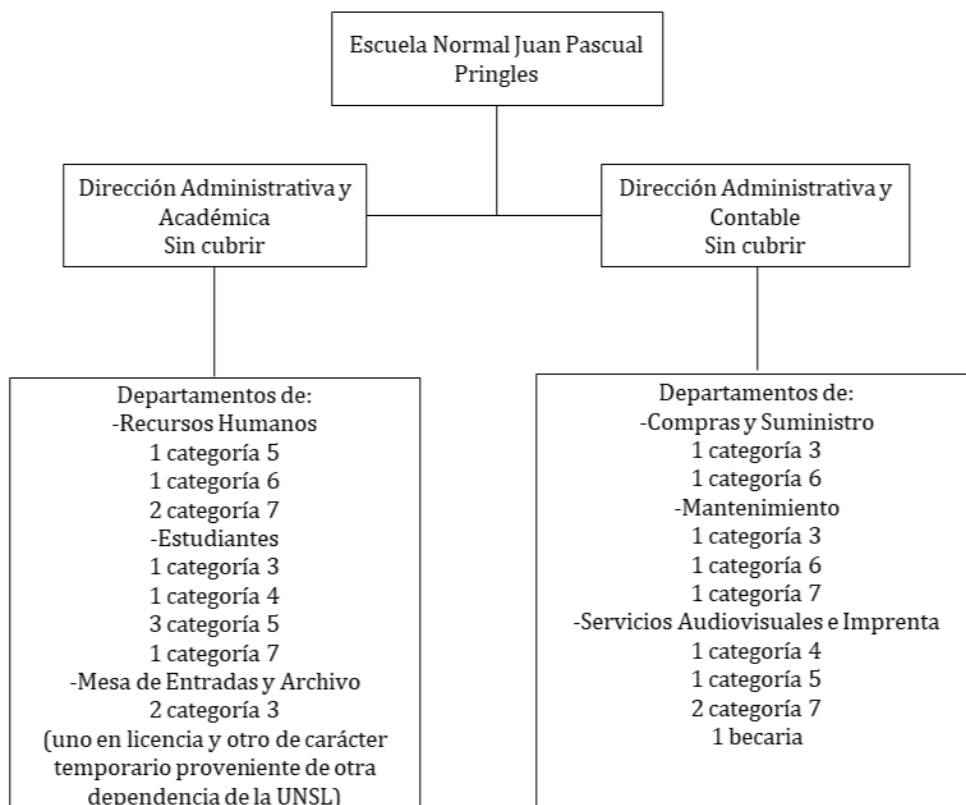 Escuela Normal Juan Pascual
Pringles
Dirección Administrativa y
Académica
Sin cubrir
Dirección Administrativa y
Contable
Sin cubrir
Departamentos de:
-Recursos Humanos
1 categoría 5
1 categoría 6
2 categoría 7
-Estudiantes
1 categoría 3
1 categoría 4
3 categoría 5
1 categoría 7
-Mesa de Entradas y Archivo
2 categoría 3
(uno en licencia y otro de carácter
temporario proveniente de otra
dependencia de la UNSL)
Departamentos de:
-Compras y Suministro
1 categoría 3
1 categoría 6
-Mantenimiento
1 categoría 3
1 categoría 6
1 categoría 7
-Servicios Audiovisuales e Imprenta
1 categoría 4
1 categoría 5
2 categoría 7
1 becaria